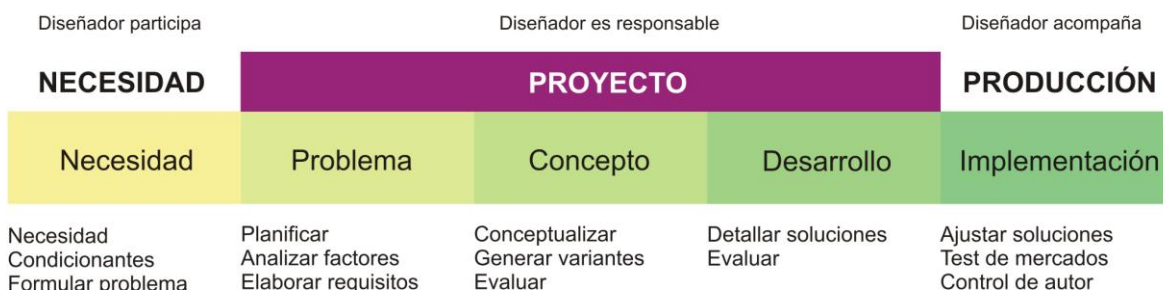 Diseñador participa
Diseñador es responsable
Diseñador acompaña
NECESIDAD
PROYECTO
PRODUCCIÓN
Necesidad
Problema
Concepto
Desarrollo
Implementación
Necesidad
Condicionantes
Formular problema
Planificar
Analizar factores
Elaborar requisitos
Conceptualizar
Generar variantes
Evaluar
Detallar soluciones
Evaluar
Ajustar soluciones
Test de mercados
Control de autor